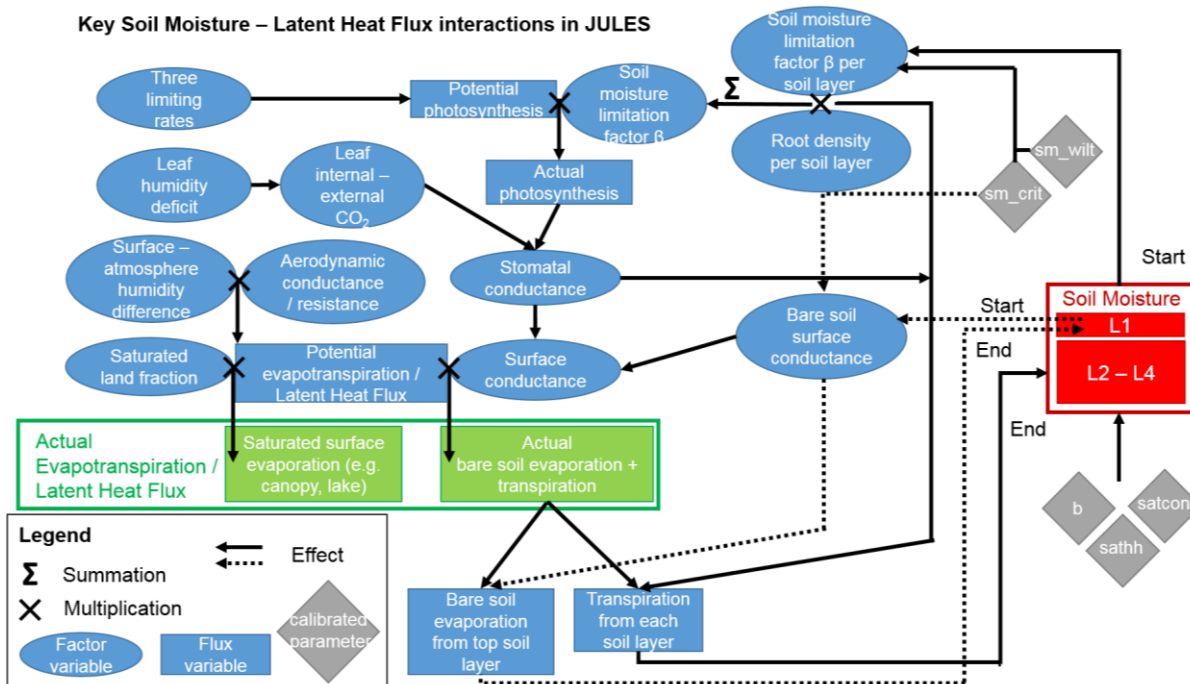 Key Soil Moisture – Latent Heat Flux interactions in JULES
Three
limiting
rates
Potential
photosynthesis
Soil
moisture
limitation
factor β
Σ
Soil moisture
limitation
factor β per
soil layer
Root density
per soil layer
sm_wilt
sm_crit
Leaf
humidity
deficit
Leaf
internal –
external
CO2
Actual
photosynthesis
Surface –
atmosphere
humidity
difference
Aerodynamic
conductance
/ resistance
Stomatal
conductance
Bare soil
surface
conductance
Start
Start
Soil Moisture
L1
L2 – L4
End
End
Saturated
land fraction
Potential
evapotranspiration /
Latent Heat Flux
Surface
conductance
Actual
Evapotranspiration /
Latent Heat Flux
Saturated surface
evaporation (e.g.
canopy, lake)
Actual
bare soil evaporation +
transpiration
b
satcon
sathh
Legend
Effect
Σ Summation
Multiplication
calibrated
parameter
Factor
variable
Flux
variable
Bare soil
evaporation
from top soil
layer
Transpiration
from each
soil layer